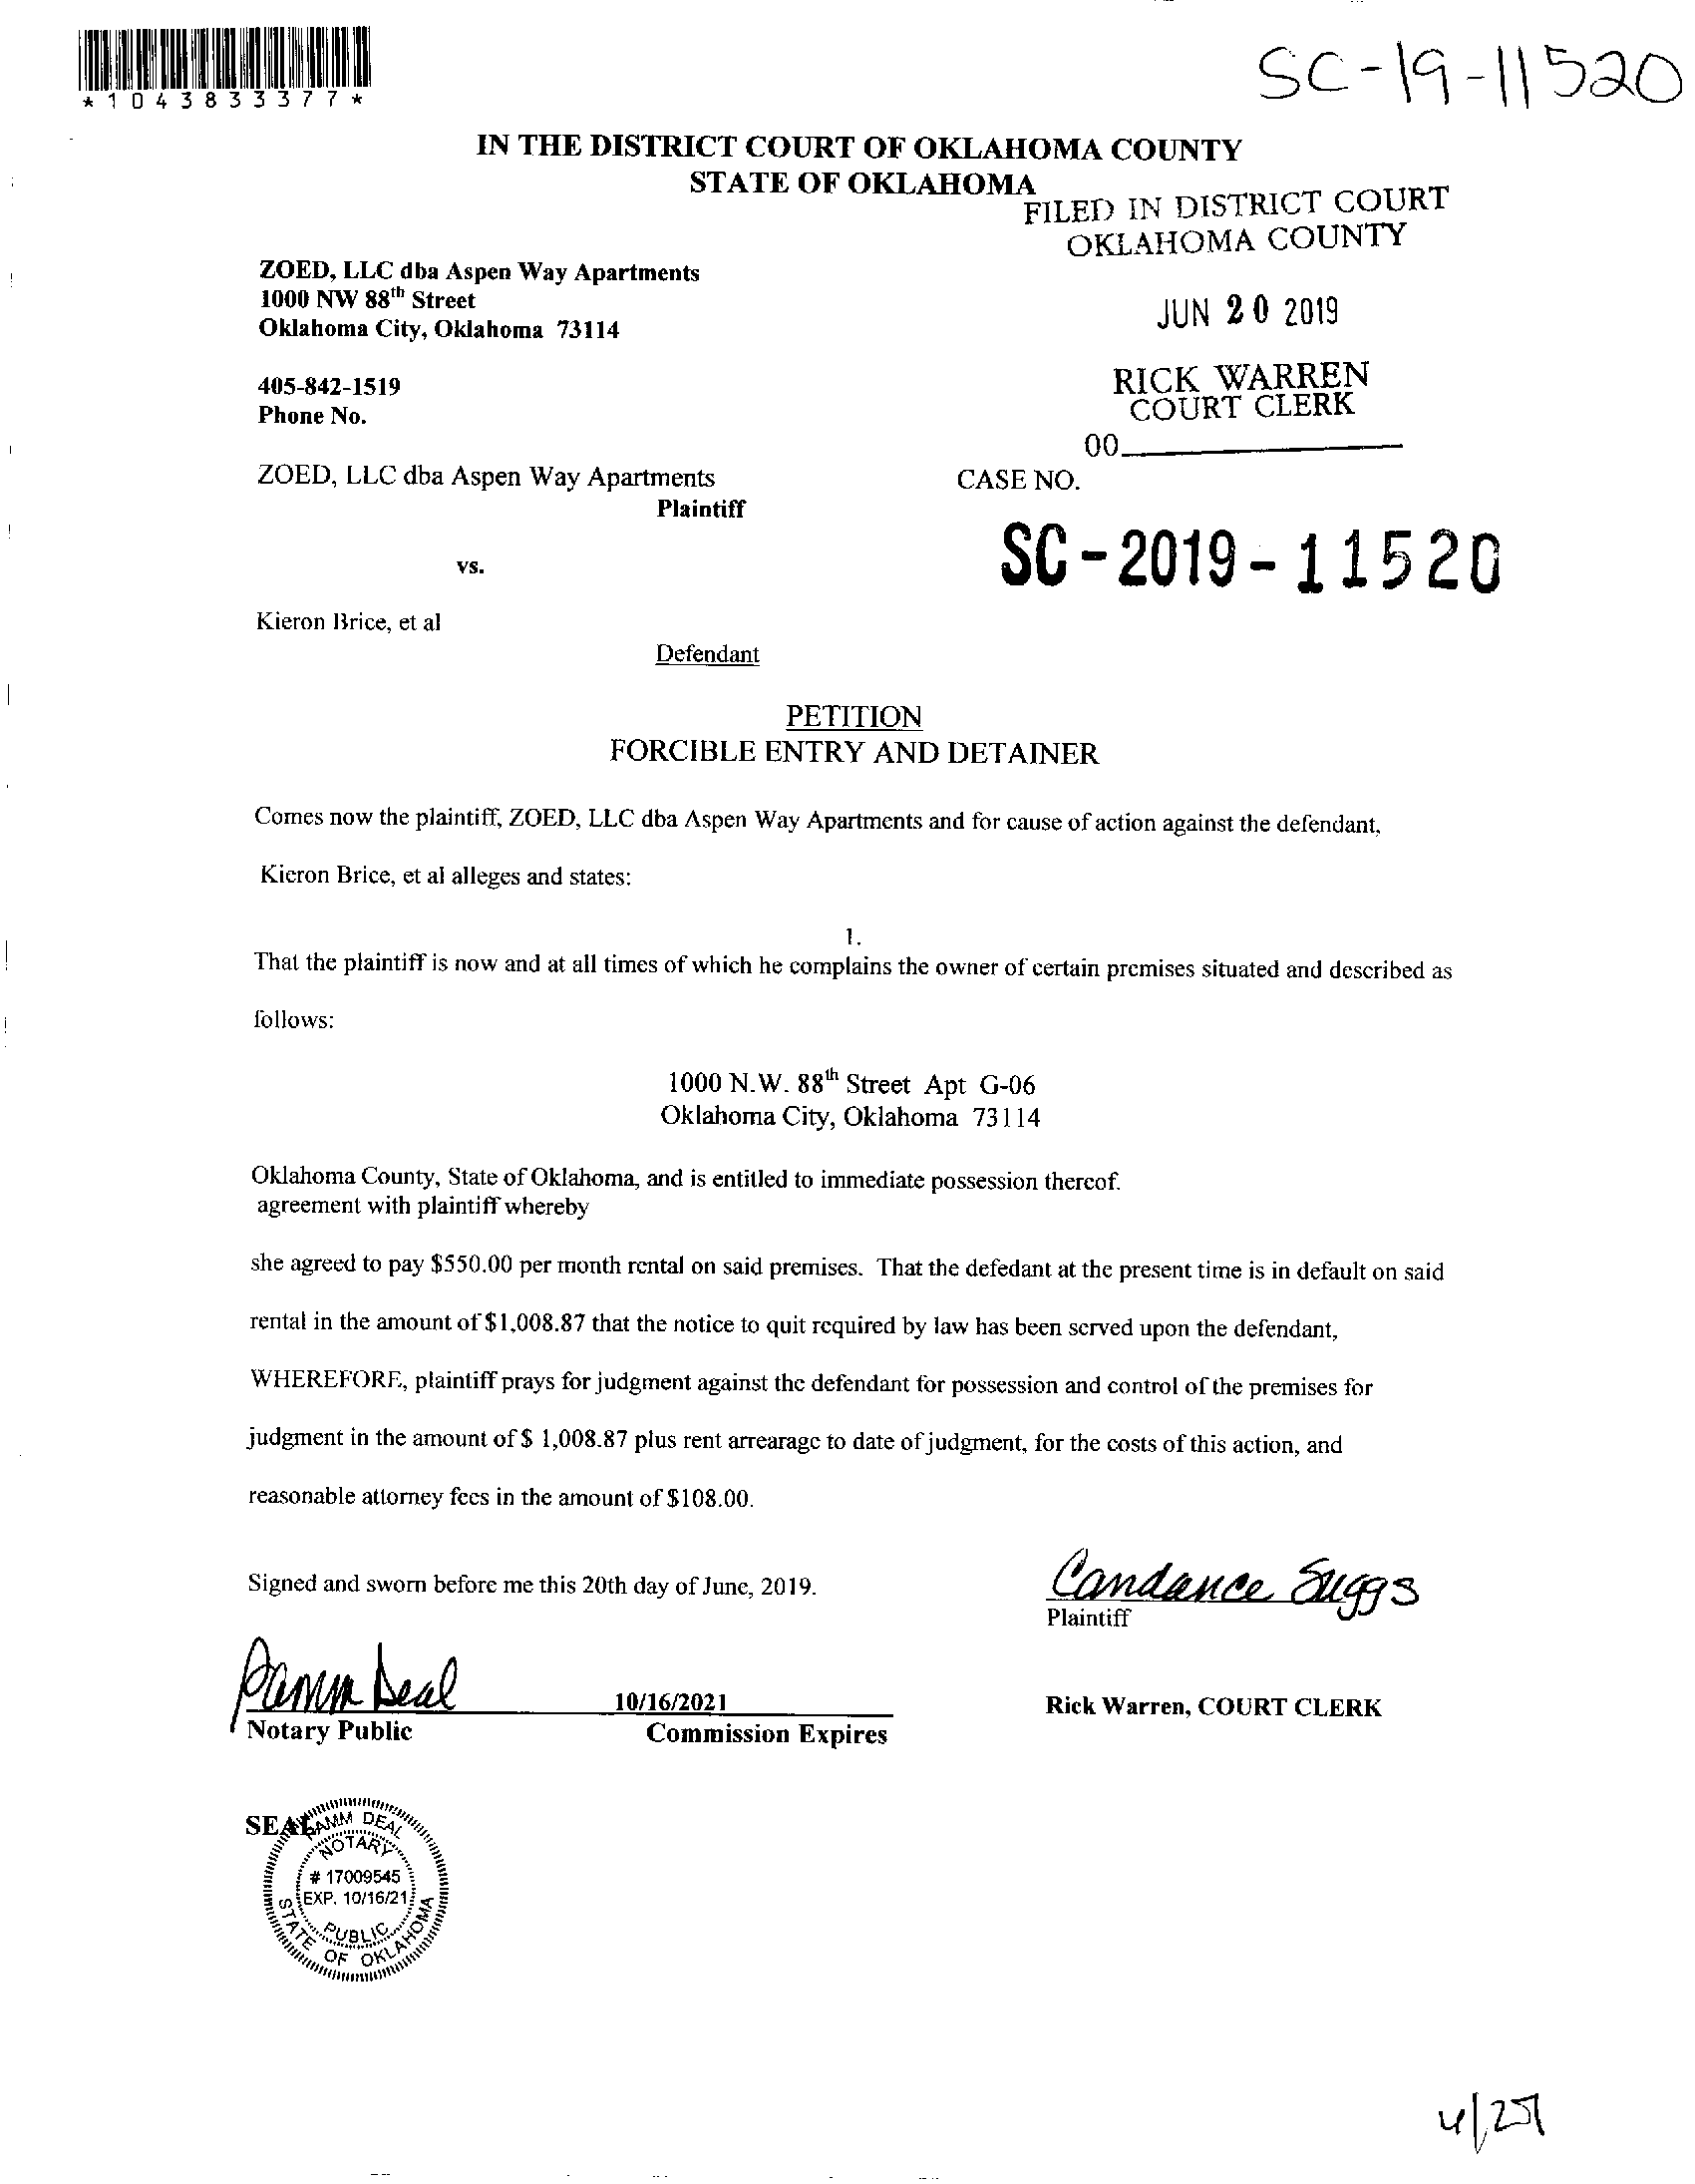 *1043833377*
SC-19-11520
IN THE DISTRICT COURT OF OKLAHOMA COUNTY
STATE OF OKLAHOMA
FILED IN DISTRICT COURT
OKLAHOMA COUNTY
ZOED, LLC dba Aspen Way Apartments
1000 NW 88th Street
Oklahoma City, Oklahoma 73114
JUN 20 2019
405-842-1519
Phone No.
RICK WARREN
COURT CLERK
00
ZOED, LLC dba Aspen Way Apartments
Plaintiff
CASE NO.
SC-2019-11520
vs.
Kieron Brice, et al
Defendant
PETITION
FORCIBLE ENTRY AND DETAINER
Comes now the plaintiff, ZOED, LLC dba Aspen Way Apartments and for cause of action against the defendant,
Kieron Brice, et al alleges and states:
1.
That the plaintiff is now and at all times of which he complains the owner of certain premises situated and described as
follows:
1000 N.W. 88th Street Apt G-06
Oklahoma City, Oklahoma 73114
Oklahoma County, State of Oklahoma, and is entitled to immediate possession thereof.
agreement with plaintiff whereby
she agreed to pay $550.00 per month rental on said premises. That the defedant at the present time is in default on said
rental in the amount of $1,008.87 that the notice to quit required by law has been served upon the defendant,
WHEREFORE, plaintiff prays for judgment against the defendant for possession and control of the premises for
judgment in the amount of $ 1,008.87 plus rent arrearage to date of judgment, for the costs of this action, and
reasonable attorney fees in the amount of $108.00.
Signed and sworn before me this 20th day of June, 2019.
Candance Suggs
Plaintiff
Pamm Deal
10/16/2021
Notary Public
Commission Expires
Rick Warren, COURT CLERK
SEAL
PAMM DEAL
NOTARY
# 17009545
EXP. 10/16/21
PUBLIC
STATE OF OKLAHOMA